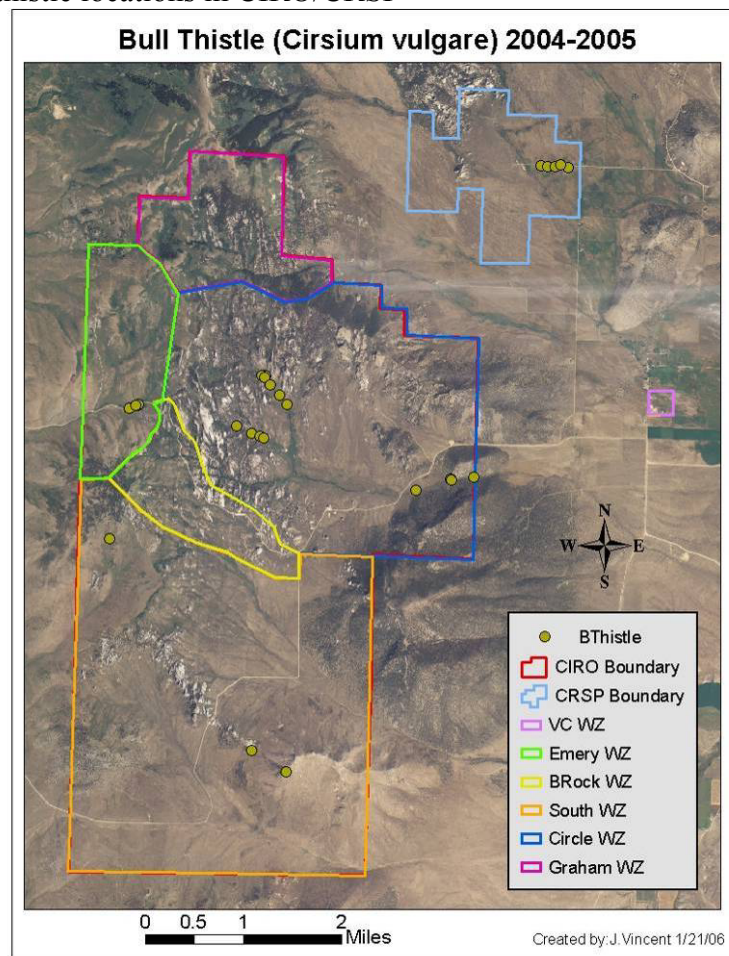 Bull Thistle (Cirsium vulgare) 2004-2005
N
W E
S
BThistle
CIRO Boundary
CRSP Boundary
VC WZ
Emery WZ
BRock WZ
South WZ
Circle WZ
Graham WZ
0 0.5 1 2
Miles
Created by:J.Vincent 1/21/06